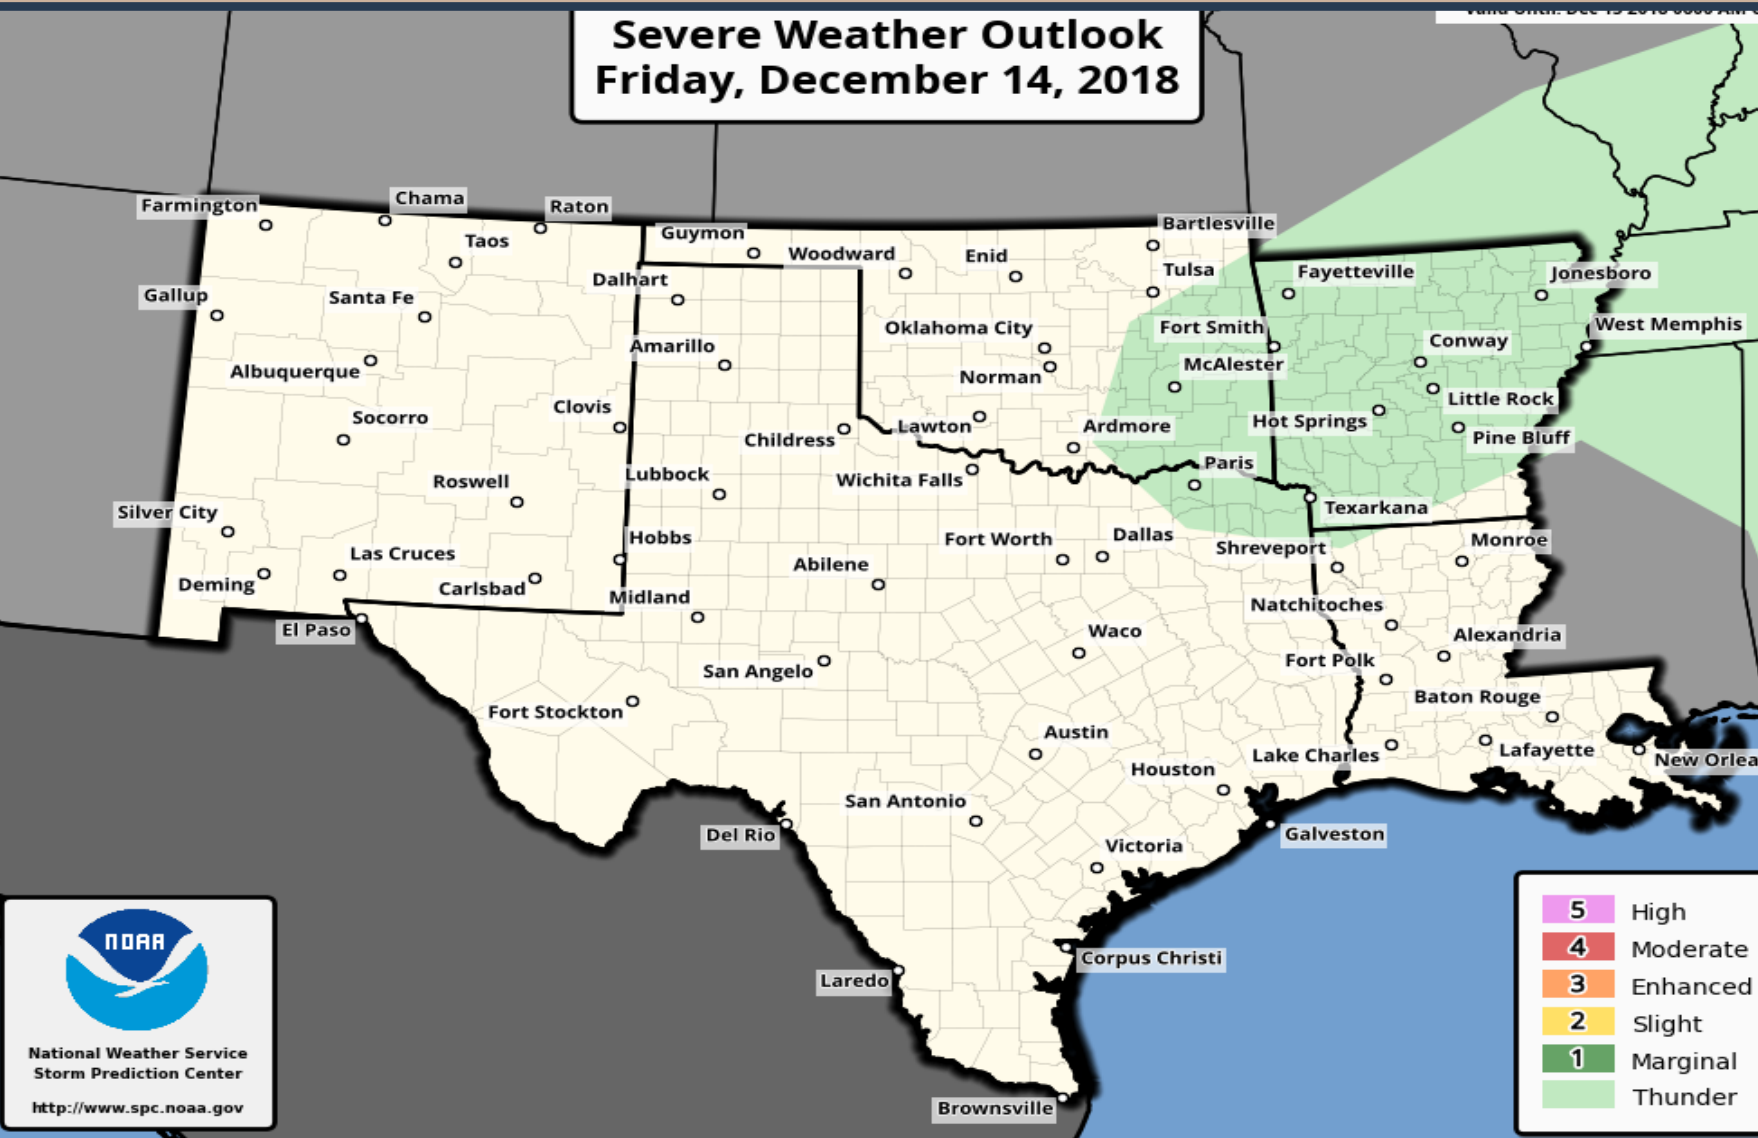 Severe Weather Outlook
Friday, December 14, 2018
Farmington
Chama
Raton
Taos
Guymon
Woodward
Enid
Bartlesville
Tulsa
Fayetteville
Jonesboro
Gallup
Santa Fe
Dalhart
Oklahoma City
Fort Smith
West Memphis
Albuquerque
Amarillo
Norman
McAlester
Conway
Little Rock
Socorro
Clovis
Childress
Lawton
Ardmore
Hot Springs
Pine Bluff
Roswell
Lubbock
Wichita Falls
Paris
Texarkana
Silver City
Las Cruces
Hobbs
Abilene
Fort Worth
Dallas
Shreveport
Monroe
Deming
Carlsbad
Midland
Natchitoches
El Paso
Waco
Alexandria
San Angelo
Fort Polk
Fort Stockton
Baton Rouge
Austin
Lake Charles
Lafayette
Houston
San Antonio
Del Rio
Galveston
Victoria
Corpus Christi
Laredo
Brownsville
NOAA
National Weather Service
Storm Prediction Center
http://www.spc.noaa.gov
5 High
4 Moderate
3 Enhanced
2 Slight
1 Marginal
Thunder